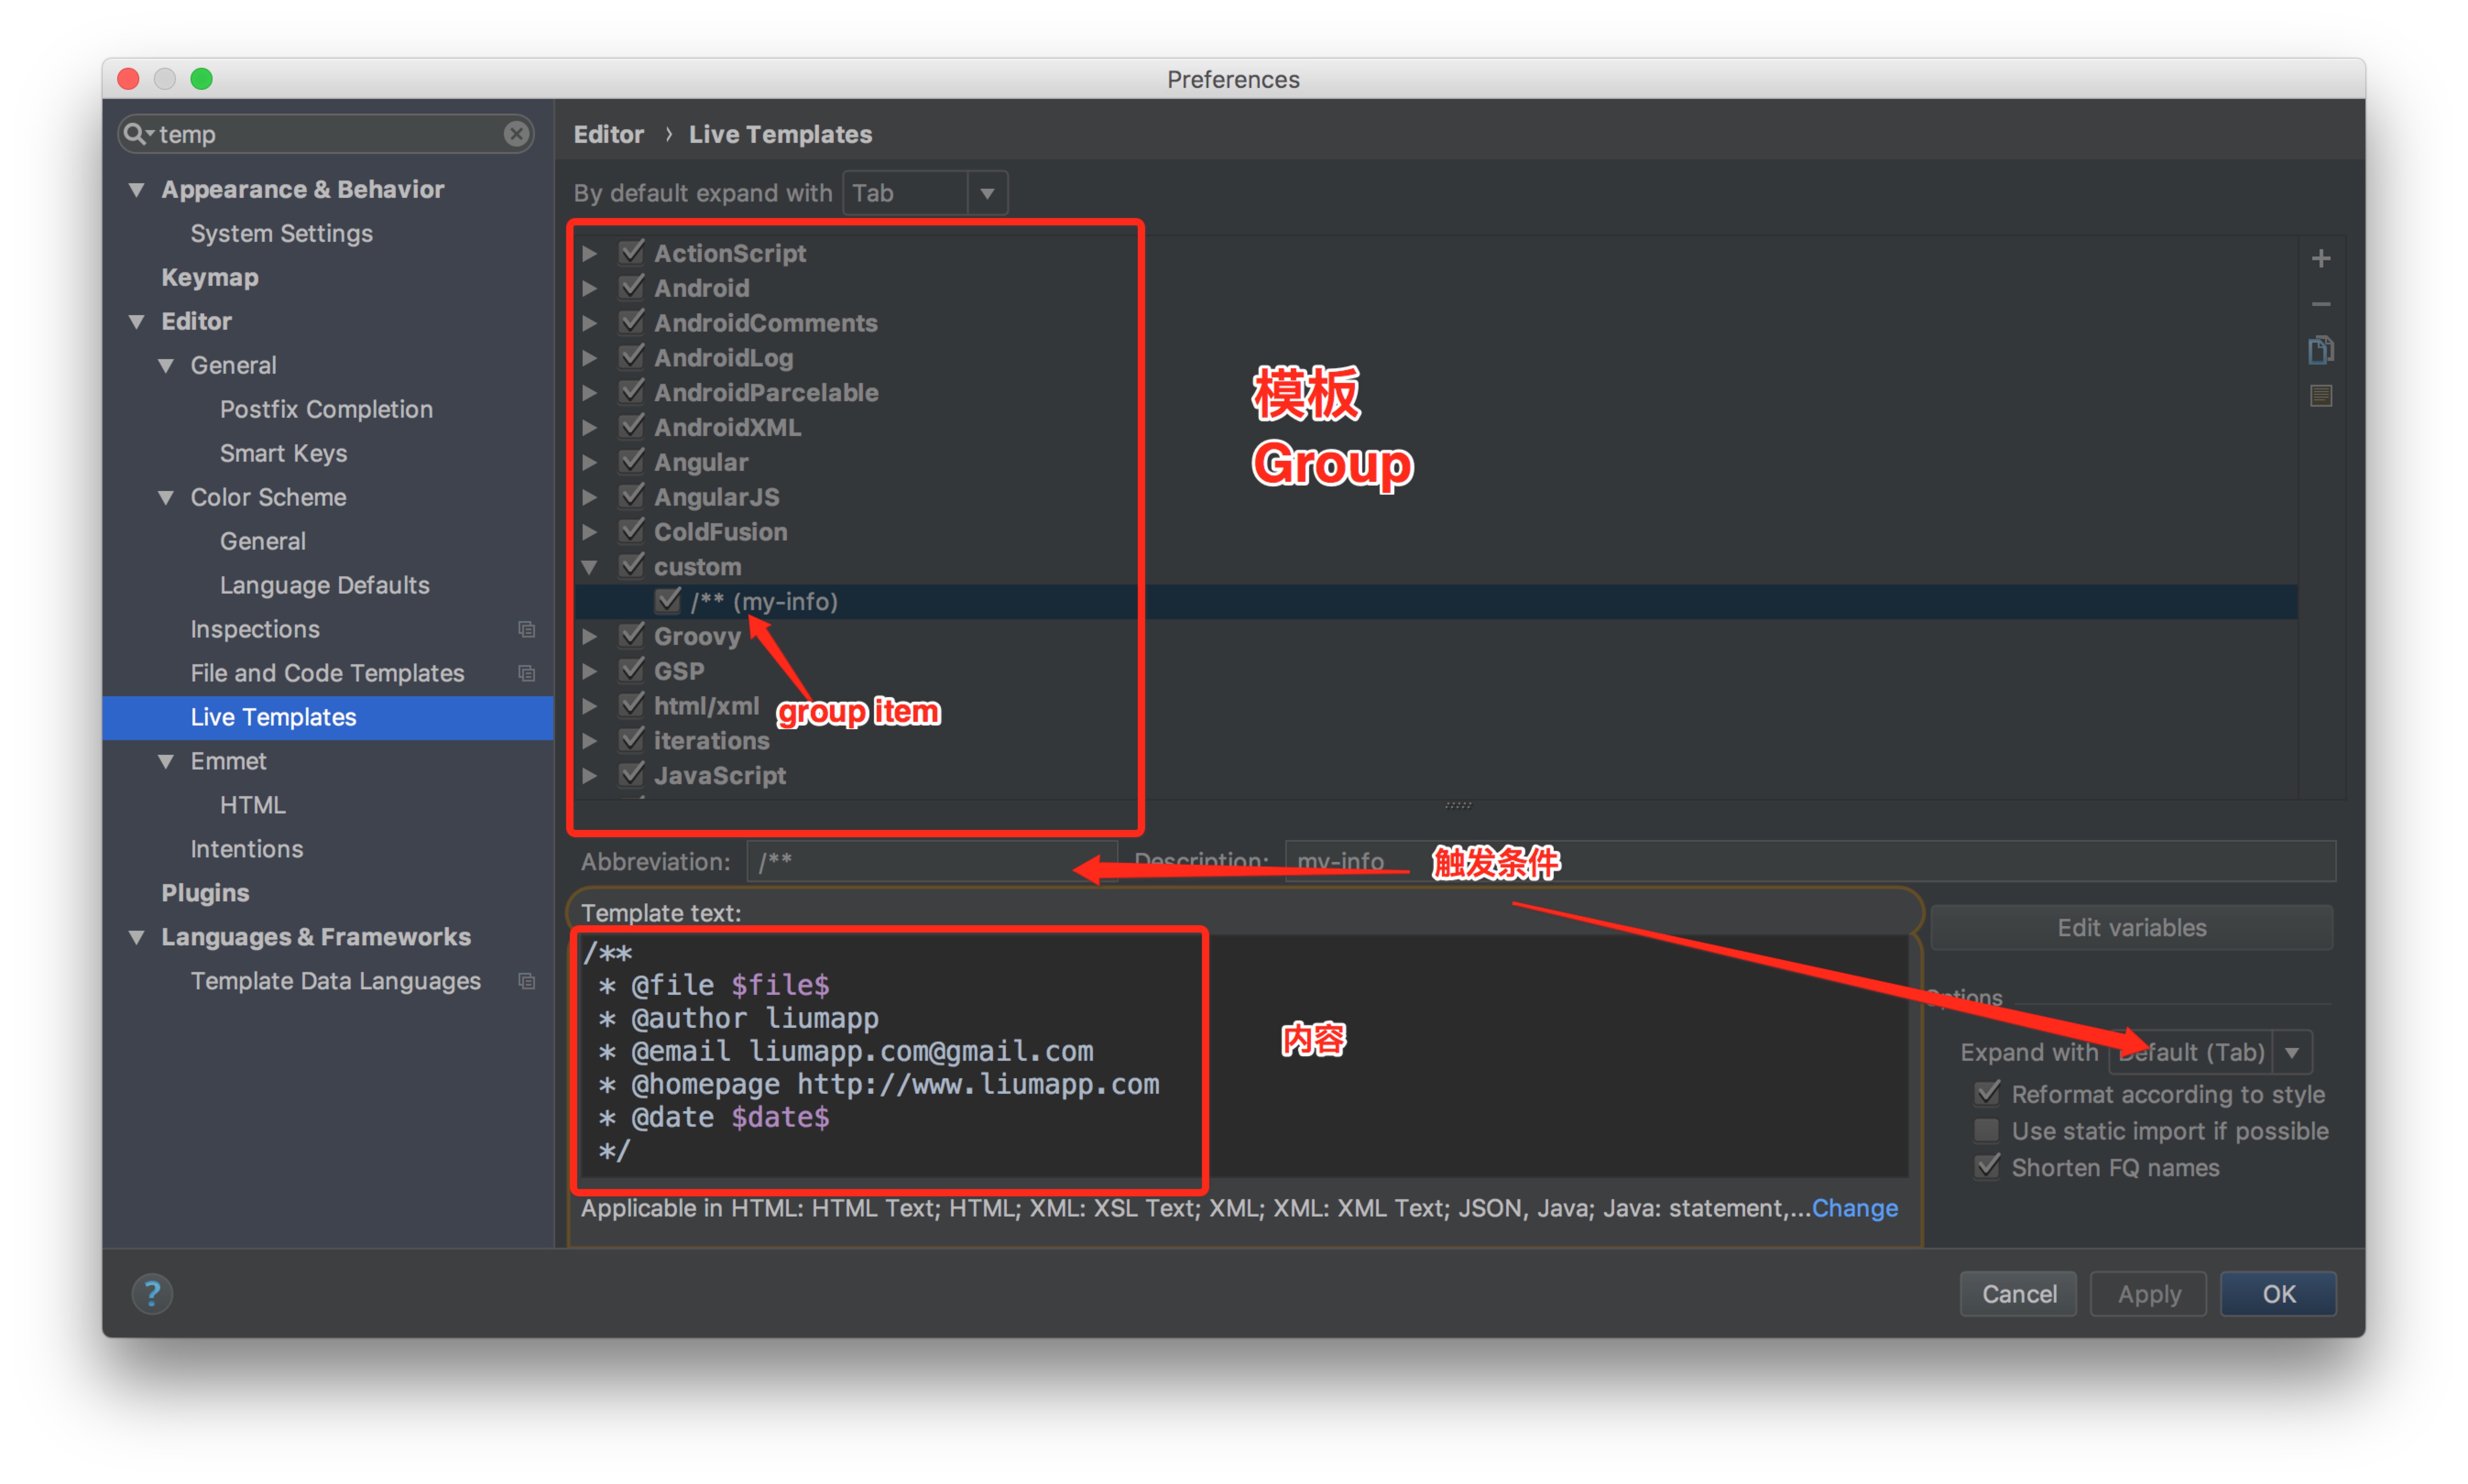 Preferences
temp
Appearance & Behavior
System Settings
Keymap
Editor
General
Postfix Completion
Smart Keys
Color Scheme
General
Language Defaults
Inspections
File and Code Templates
Live Templates
Emmet
HTML
Intentions
Plugins
Languages & Frameworks
Template Data Languages
Editor › Live Templates
By default expand with Tab
ActionScript
Android
AndroidComments
AndroidLog
AndroidParcelable
AndroidXML
Angular
AngularJS
ColdFusion
custom
/** (my-info)
Groovy
GSP
html/xml
iterations
JavaScript
模板
Group
group item
Abbreviation: /** Description: my-info
触发条件
Template text:
/**
* @file $file$
* @author liumapp
* @email liumapp.com@gmail.com
* @homepage http://www.liumapp.com
* @date $date$
*/
内容
Applicable in HTML: HTML Text; HTML; XML: XSL Text; XML; XML: XML Text; JSON, Java; Java: statement,...Change
Edit variables
Options
Expand with Default (Tab)
Reformat according to style
Use static import if possible
Shorten FQ names
?
Cancel
Apply
OK